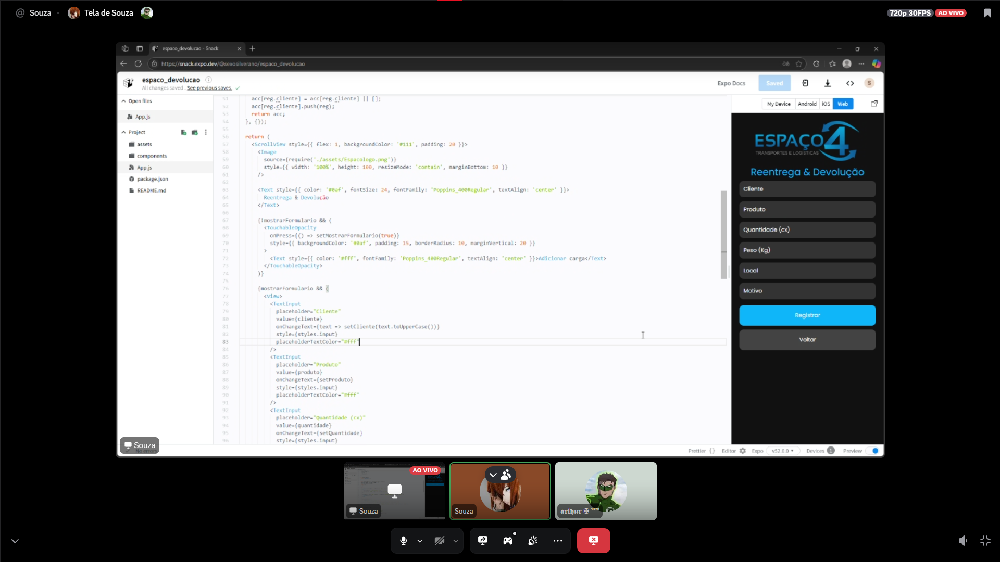 @ Souza
Tela de Souza
720p 30FPS
AO VIVO
espaco_devolucao - Snack
https://snack.expo.dev/@sexosilverano/espaco_devolucao
espaco_devolucao
All changes saved. See previous saves.
Expo Docs
Saved
S
Open files
App.js
Project
assets
components
App.js
package.json
README.md
51 acc[reg.cliente] = acc[reg.cliente] || [];
52 acc[reg.cliente].push(reg);
53 return acc;
54 }, {});
55
56 return (
57 <ScrollView style={{ flex: 1, backgroundColor: '#111', padding: 20 }}>
58 <Image
59 source={require('./assets/Espacologo.png')}
60 style={{ width: '100%', height: 100, resizeMode: 'contain', marginBottom: 10 }}
61 />
62
63 <Text style={{ color: '#0af', fontSize: 24, fontFamily: 'Poppins_400Regular', textAlign: 'center' }}>
64 Reentrega & Devolução
65 </Text>
66
67 {!mostrarFormulario && (
68 <TouchableOpacity
69 onPress={() => setMostrarFormulario(true)}
70 style={{ backgroundColor: '#0af', padding: 15, borderRadius: 10, marginVertical: 20 }}
71 >
72 <Text style={{ color: '#fff', fontFamily: 'Poppins_400Regular', textAlign: 'center' }}>Adicionar carga</Text>
73 </TouchableOpacity>
74 )}
75
76 {mostrarFormulario && (
77 <View>
78 <TextInput
79 placeholder="Cliente"
80 value={cliente}
81 onChangeText={text => setCliente(text.toUpperCase())}
82 style={styles.input}
83 placeholderTextColor="#fff"
84 />
85 <TextInput
86 placeholder="Produto"
87 value={produto}
88 onChangeText={setProduto}
89 style={styles.input}
90 placeholderTextColor="#fff"
91 />
92 <TextInput
93 placeholder="Quantidade (cx)"
94 value={quantidade}
95 onChangeText={setQuantidade}
96 style={styles.input}
My Device
Android
iOS
Web
ESPAÇO4
TRANSPORTES E LOGÍSTICAS
Reentrega & Devolução
Cliente
Produto
Quantidade (cx)
Peso (Kg)
Local
Motivo
Registrar
Voltar
Souza
No errors
Prettier {}
Editor
Expo
v52.0.0
Devices 1
Preview
AO VIVO
Souza
Souza
arthur ✠ 1898